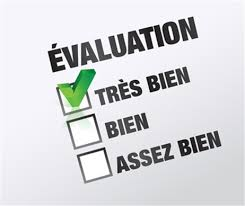 ÉVALUATION
TRÈS BIEN
BIEN
ASSEZ BIEN